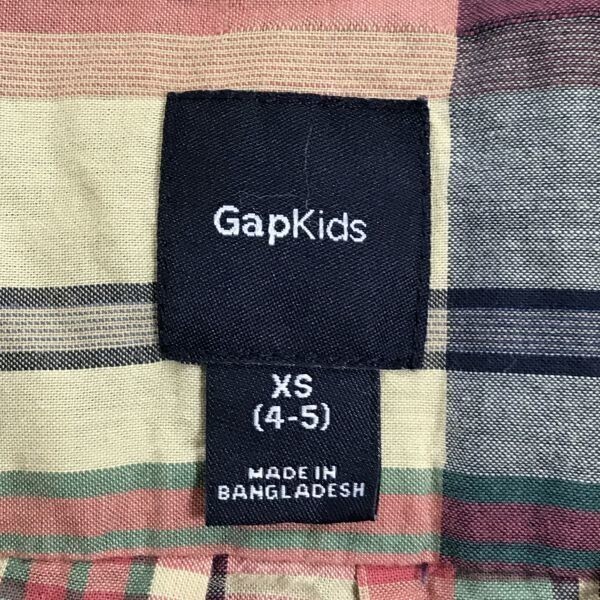 GapKids
XS
(4-5)
MADE IN
BANGLADESH